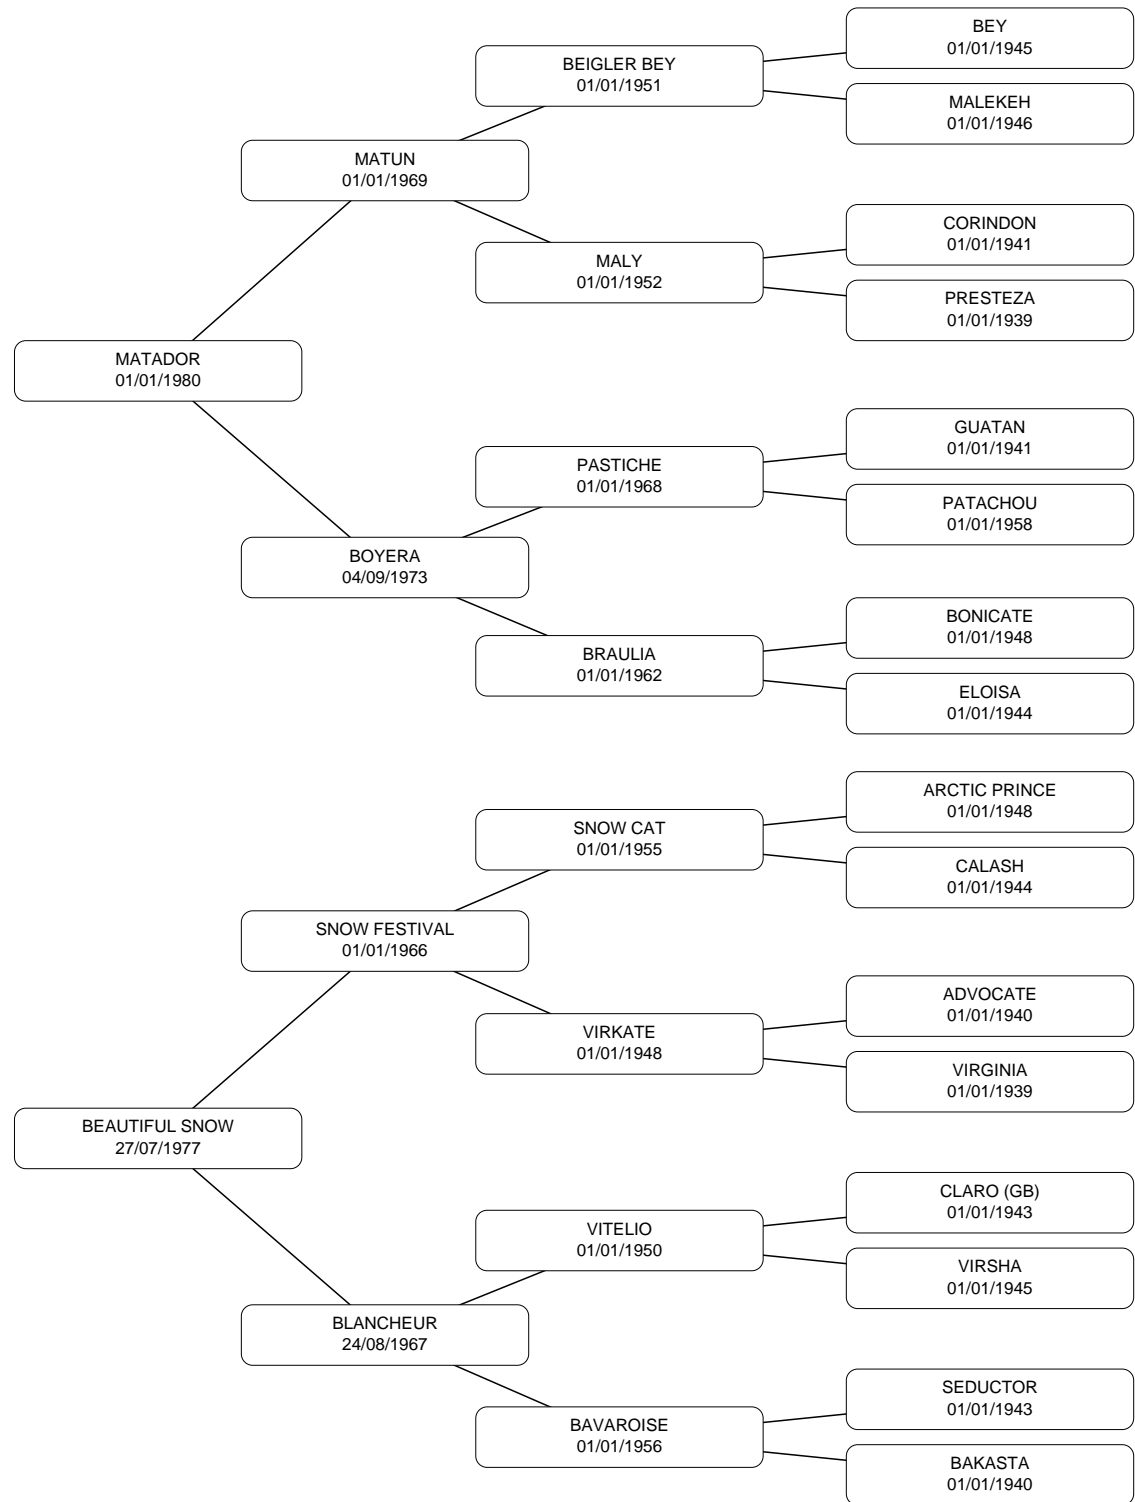 BEY
01/01/1945
BEIGLER BEY
01/01/1951
MALEKEH
01/01/1946
MATUN
01/01/1969
CORINDON
01/01/1941
MALY
01/01/1952
PRESTEZA
01/01/1939
MATADOR
01/01/1980
GUATAN
01/01/1941
PASTICHE
01/01/1968
PATACHOU
01/01/1958
BOYERA
04/09/1973
BONICATE
01/01/1948
BRAULIA
01/01/1962
ELOISA
01/01/1944
ARCTIC PRINCE
01/01/1948
SNOW CAT
01/01/1955
CALASH
01/01/1944
SNOW FESTIVAL
01/01/1966
ADVOCATE
01/01/1940
VIRKATE
01/01/1948
VIRGINIA
01/01/1939
BEAUTIFUL SNOW
27/07/1977
CLARO (GB)
01/01/1943
VITELIO
01/01/1950
VIRSHA
01/01/1945
BLANCHEUR
24/08/1967
SEDUCTOR
01/01/1943
BAVAROISE
01/01/1956
BAKASTA
01/01/1940